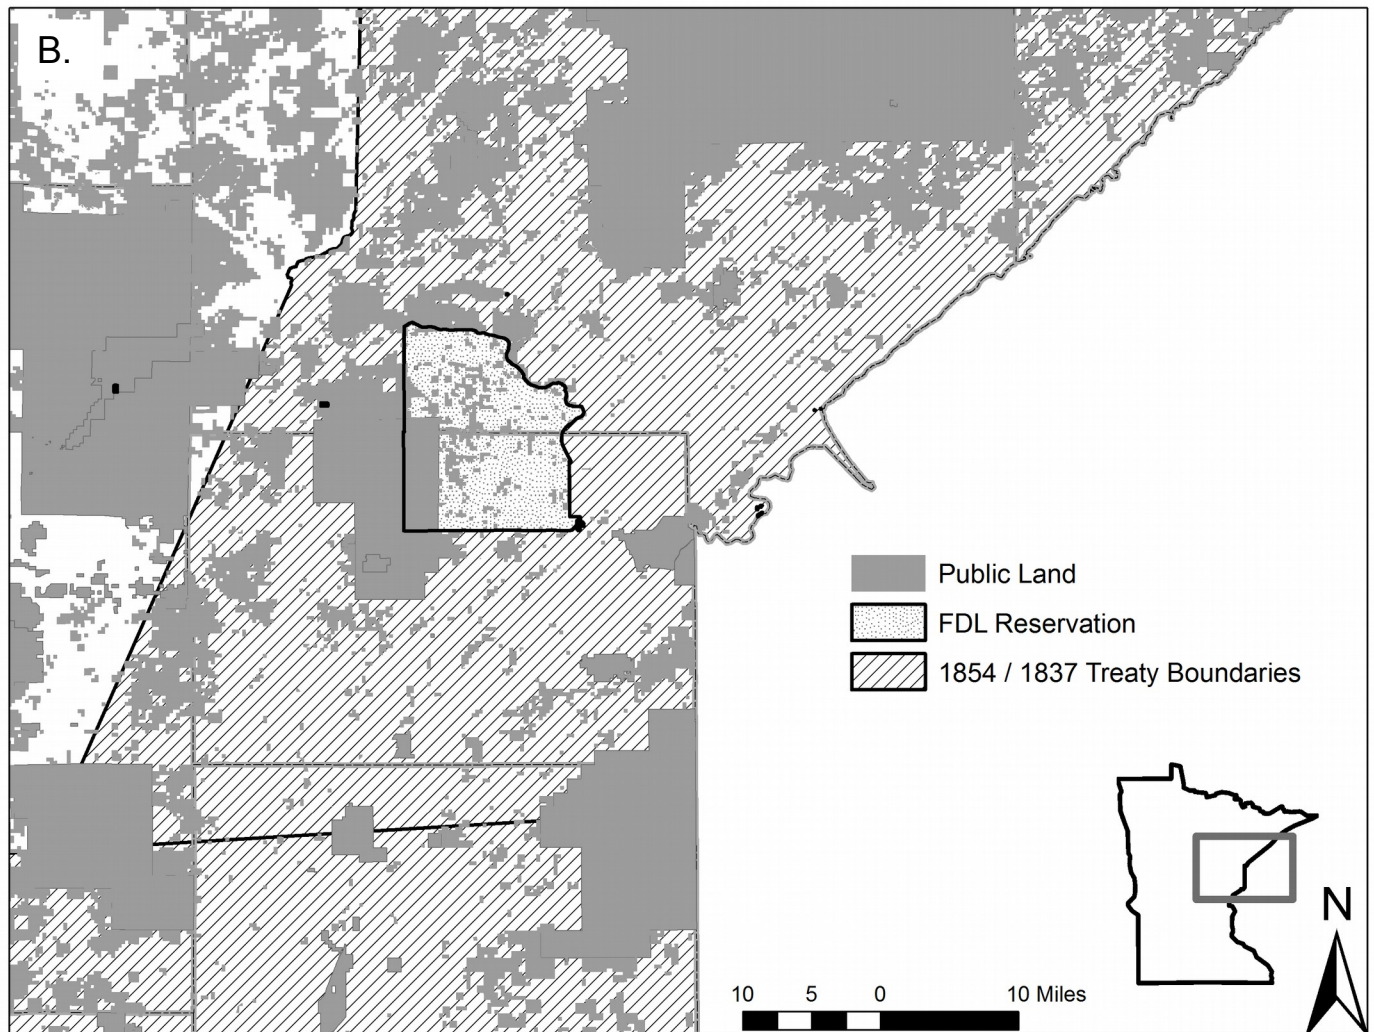 B.
Public Land
FDL Reservation
1854 / 1837 Treaty Boundaries
N
10 5 0 10 Miles